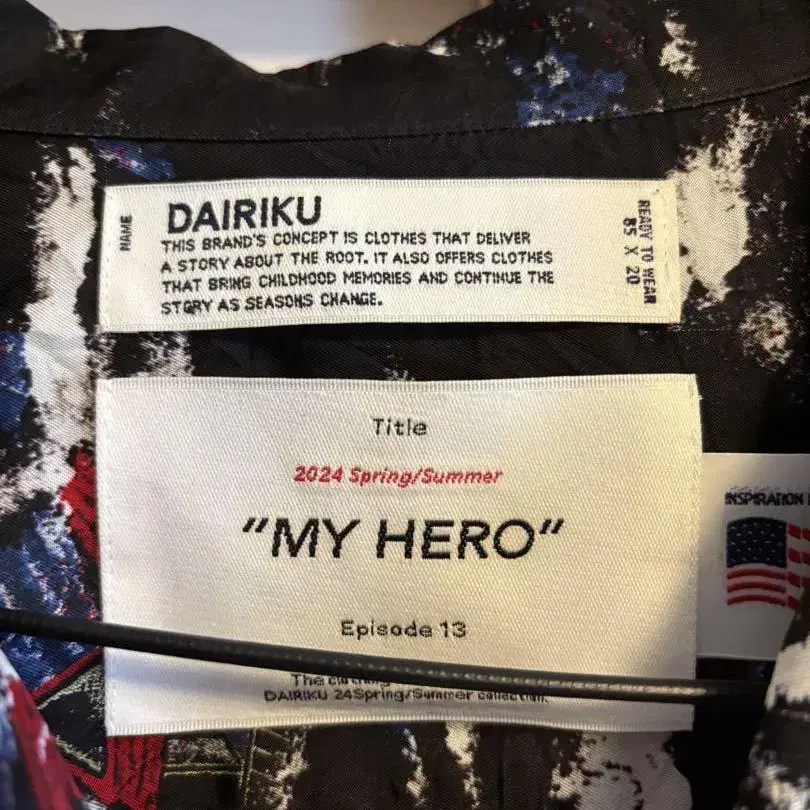 NAME
DAIRIKU
THIS BRAND'S CONCEPT IS CLOTHES THAT DELIVER
A STORY ABOUT THE ROOT. IT ALSO OFFERS CLOTHES
THAT BRING CHILDHOOD MEMORIES AND CONTINUE THE
STORY AS SEASONS CHANGE.
READY TO WEAR
85 X 20
Title
2024 Spring/Summer
"MY HERO"
Episode 13
The
DAIRIKU 24Spring/Summer collection.
INSPIRATION